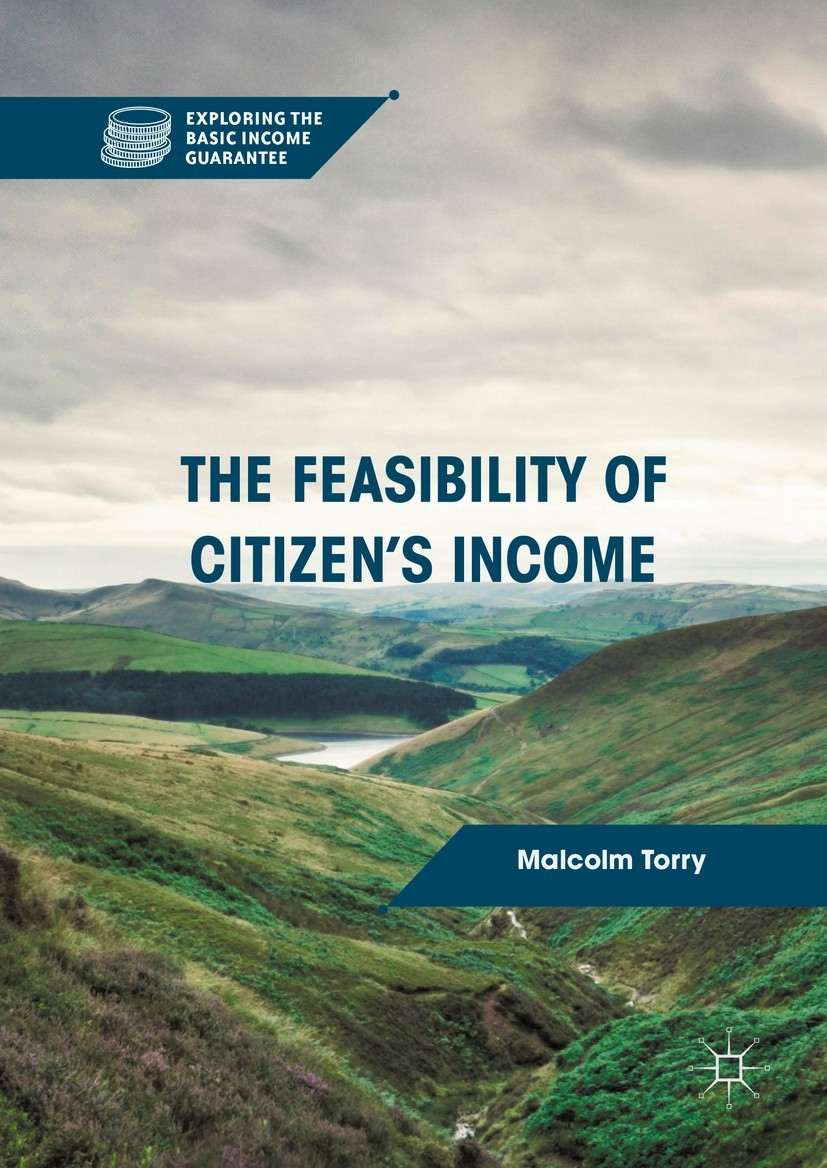 EXPLORING THE
BASIC INCOME
GUARANTEE
THE FEASIBILITY OF
CITIZEN’S INCOME
Malcolm Torry